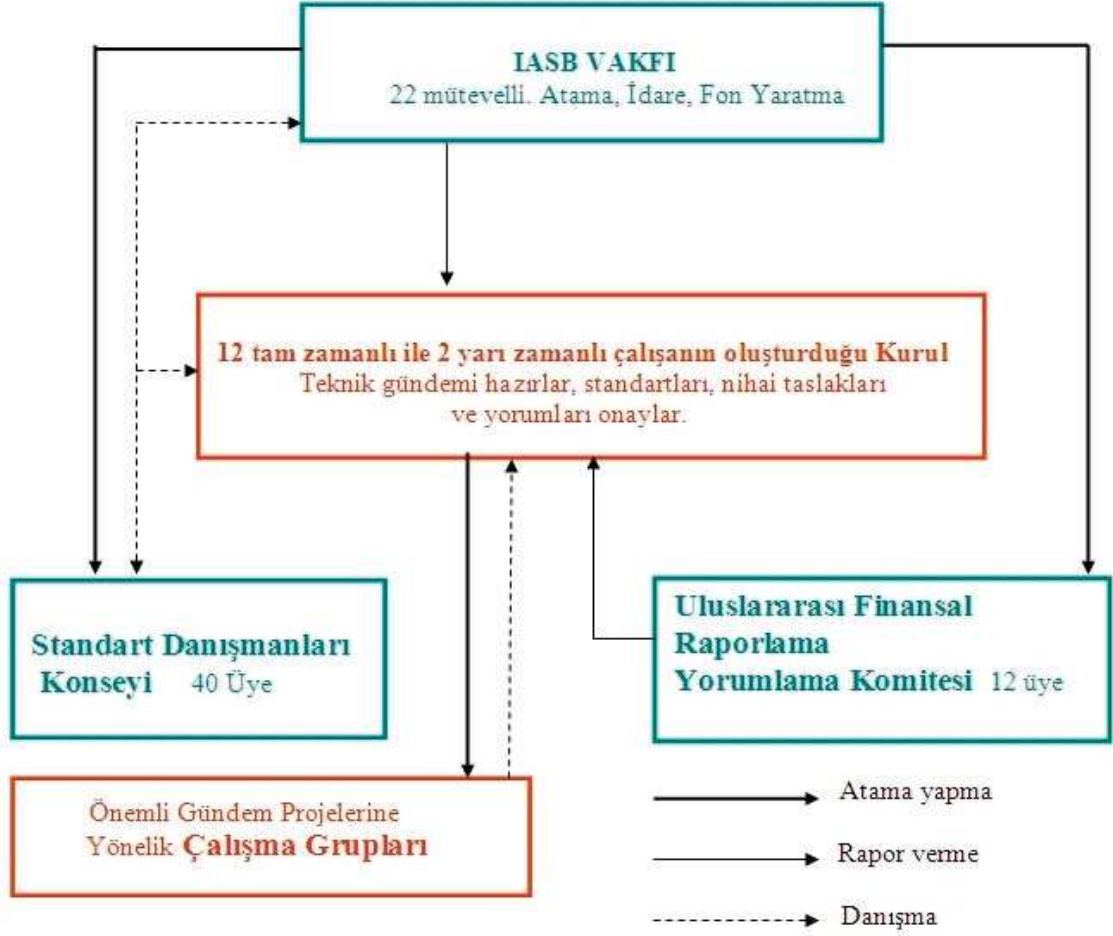 IASB VAKFI
22 mütevelli. Atama, İdare, Fon Yaratma
12 tam zamanlı ile 2 yarı zamanlı çalışanın oluşturduğu Kurul
Teknik gündemi hazırlar, standartları, nihai taslakları
ve yorumları onaylar.
Standart Danışmanları
Konseyi 40 Üye
Uluslararası Finansal
Raporlama
Yorumlama Komitesi 12 üye
Önemli Gündem Projelerine
Yönelik Çalışma Grupları
Atama yapma
Rapor verme
Danışma